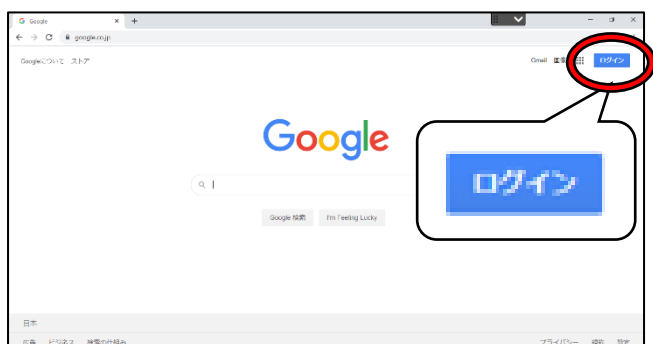 Google
google.co.jp
Googleについて ストア
Gmail
ログイン
Google
ログイン
Google 検索 I'm Feeling Lucky
日本
広告 ビジネス 検索の仕組み
プライバシー 規約 設定